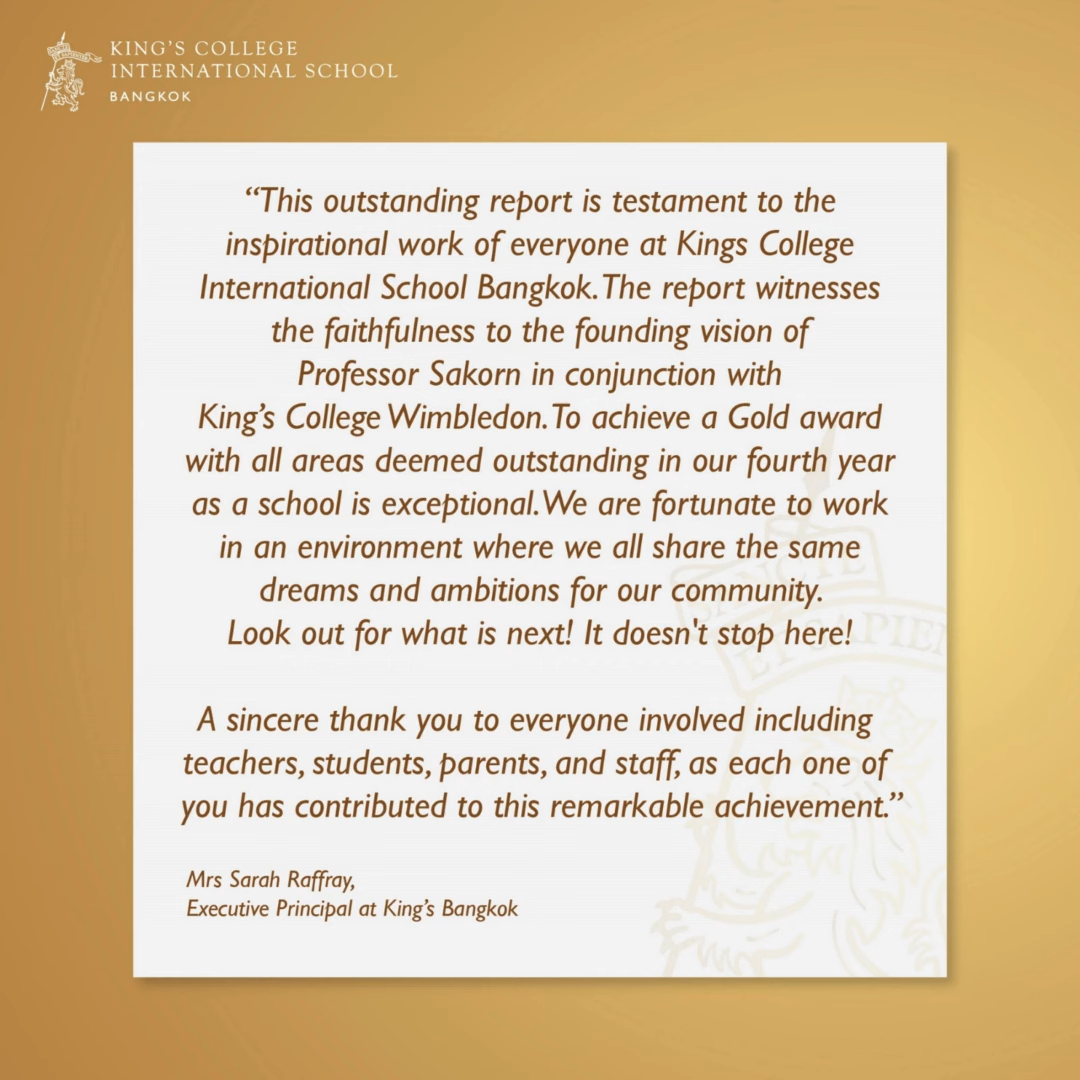 KING'S COLLEGE
INTERNATIONAL SCHOOL
BANGKOK
“This outstanding report is testament to the
inspirational work of everyone at Kings College
International School Bangkok. The report witnesses
the faithfulness to the founding vision of
Professor Sakorn in conjunction with
King’s College Wimbledon. To achieve a Gold award
with all areas deemed outstanding in our fourth year
as a school is exceptional. We are fortunate to work
in an environment where we all share the same
dreams and ambitions for our community.
Look out for what is next! It doesn't stop here!
A sincere thank you to everyone involved including
teachers, students, parents, and staff, as each one of
you has contributed to this remarkable achievement.”
Mrs Sarah Raffray,
Executive Principal at King’s Bangkok
SANCTE
ET SAPIEN